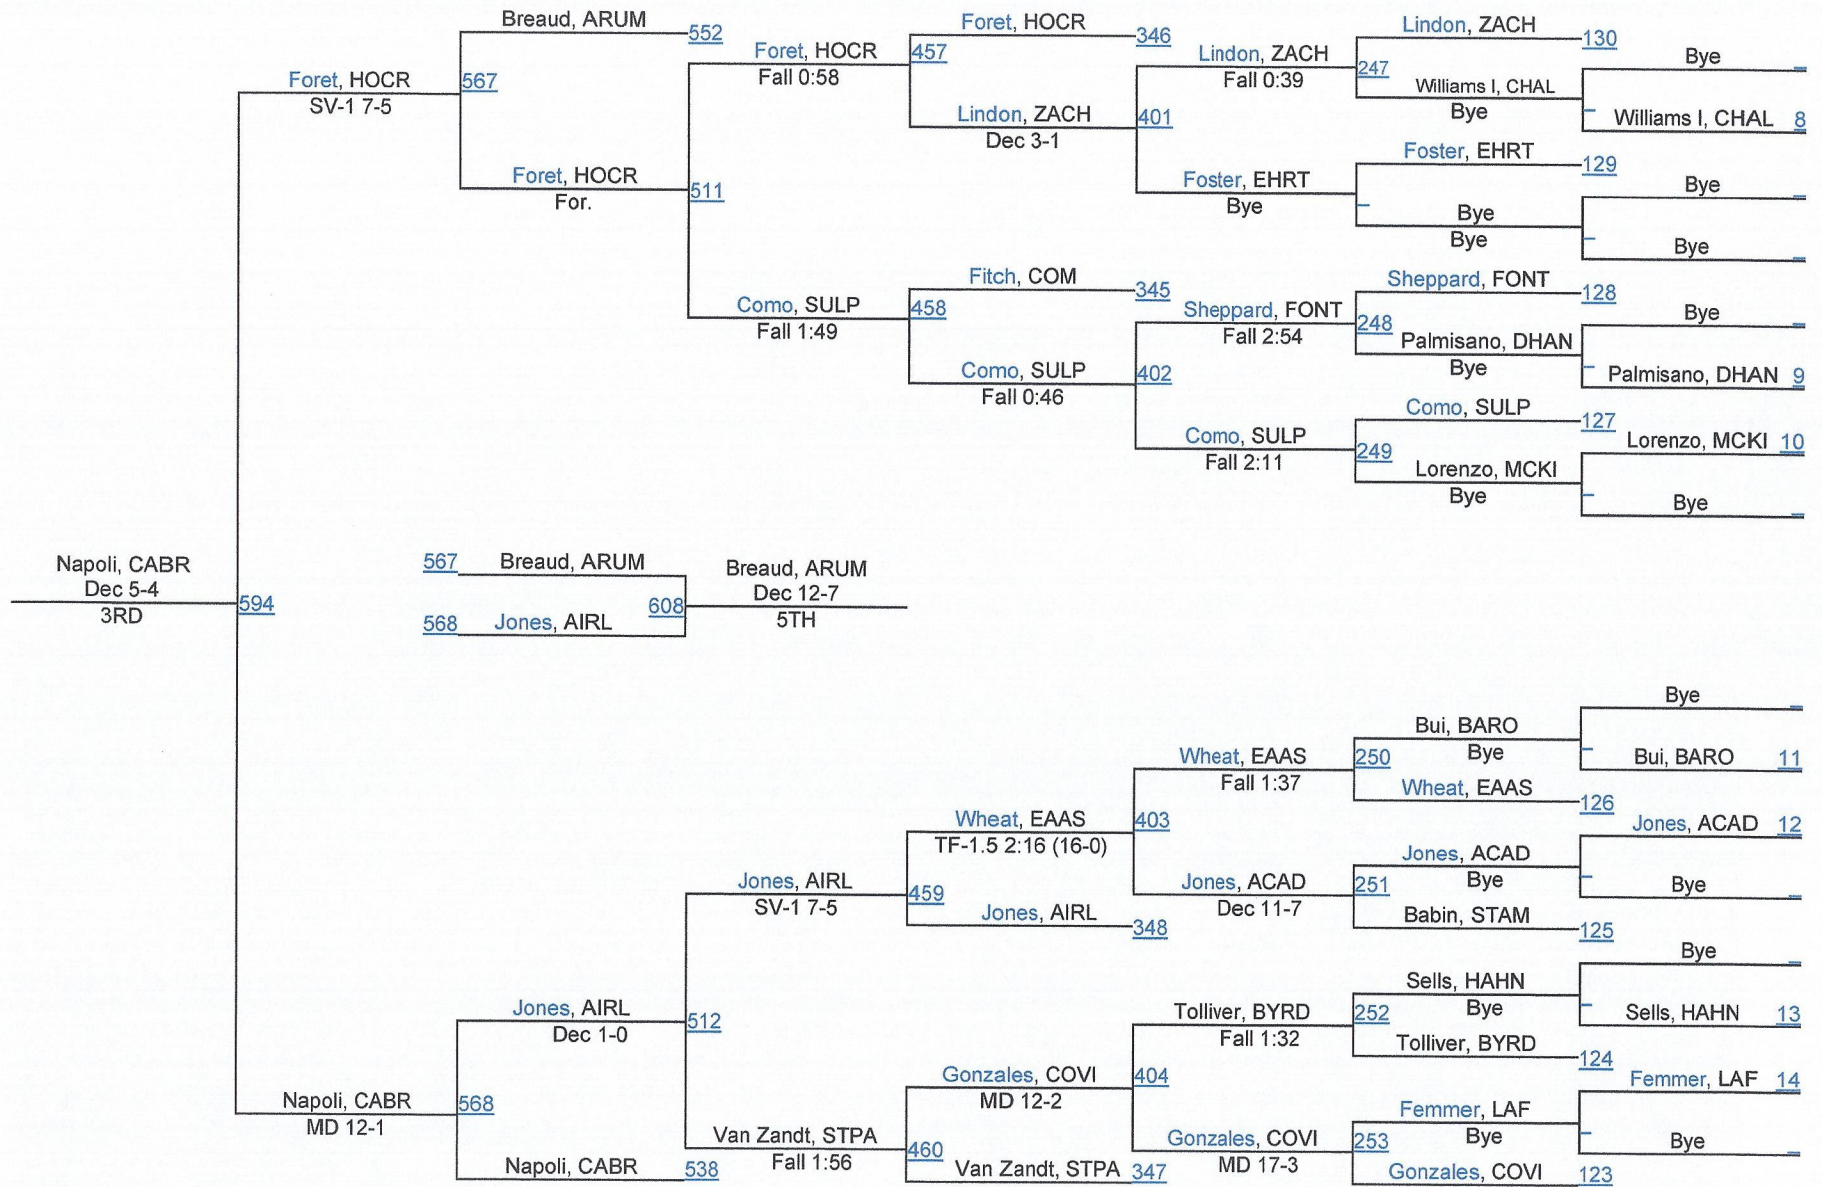 Breaud, ARUM
552
Foret, HOCR
SV-1 7-5
567
Foret, HOCR
For.
511
Foret, HOCR
Fall 0:58
457
Foret, HOCR
346
Lindon, ZACH
Dec 3-1
401
Lindon, ZACH
Fall 0:39
247
Lindon, ZACH
130
Williams I, CHAL
Bye
Bye
Williams I, CHAL 8
Foster, EHRT
Bye
Foster, EHRT
129
Bye
Bye
Bye
Bye
Como, SULP
Fall 1:49
458
Fitch, COM
345
Como, SULP
Fall 0:46
402
Sheppard, FONT
Fall 2:54
248
Sheppard, FONT
128
Palmisano, DHAN
Bye
Bye
Palmisano, DHAN 9
Como, SULP
Fall 2:11
249
Como, SULP
127
Lorenzo, MCKI
Bye
Lorenzo, MCKI 10
Bye
Napoli, CABR
Dec 5-4
3RD
594
567 Breaud, ARUM
568 Jones, AIRL
608
Breaud, ARUM
Dec 12-7
5TH
Bye
Bui, BARO
Bye
Bui, BARO 11
Wheat, EAAS
Fall 1:37
250
Wheat, EAAS
126
Wheat, EAAS
TF-1.5 2:16 (16-0)
403
Jones, ACAD 12
Jones, ACAD
Bye
Bye
Jones, ACAD
Dec 11-7
251
Babin, STAM
125
Jones, AIRL
SV-1 7-5
459
Jones, AIRL
348
Jones, AIRL
Dec 1-0
512
Bye
Sells, HAHN
Bye
Sells, HAHN 13
Tolliver, BYRD
Fall 1:32
252
Tolliver, BYRD
124
Gonzales, COVI
MD 12-2
404
Femmer, LAF 14
Femmer, LAF
Bye
Bye
Gonzales, COVI
MD 17-3
253
Gonzales, COVI
123
Van Zandt, STPA
Fall 1:56
460
Van Zandt, STPA 347
Napoli, CABR
MD 12-1
568
Napoli, CABR
538